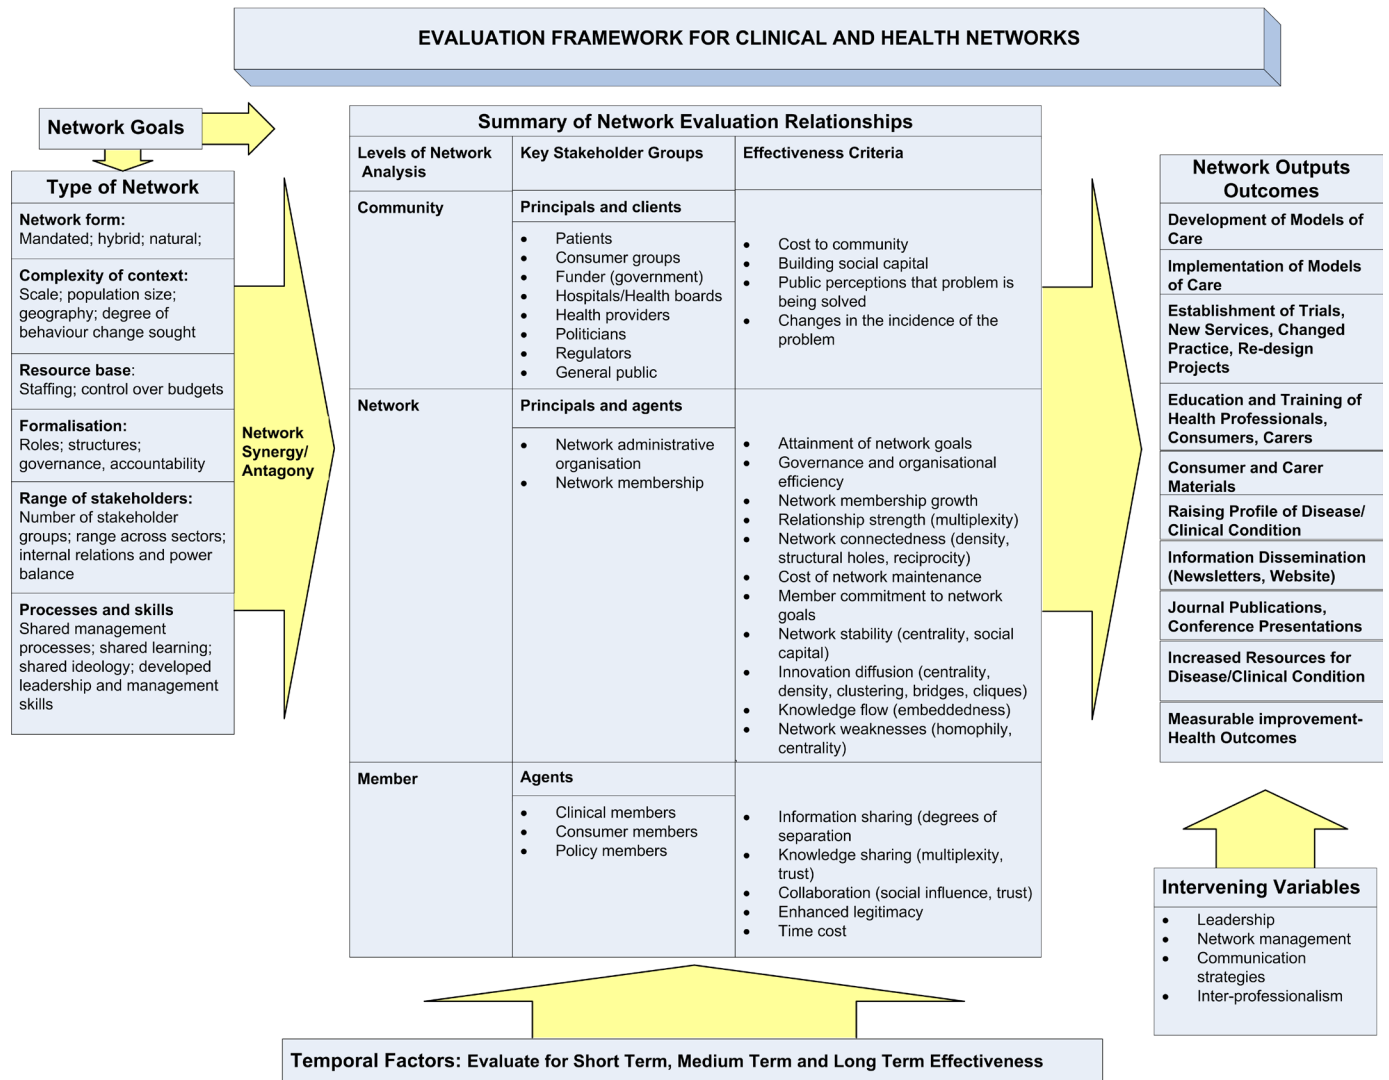 EVALUATION FRAMEWORK FOR CLINICAL AND HEALTH NETWORKS
Network Goals
Type of Network
Network form:
Mandated; hybrid; natural;
Complexity of context:
Scale; population size;
geography; degree of
behaviour change sought
Resource base:
Staffing; control over budgets
Formalisation:
Roles; structures;
governance, accountability
Range of stakeholders:
Number of stakeholder
groups; range across sectors;
internal relations and power
balance
Processes and skills
Shared management
processes; shared learning;
shared ideology; developed
leadership and management
skills
Network
Synergy/
Antagony
Summary of Network Evaluation Relationships
Levels of Network
Analysis
Key Stakeholder Groups
Effectiveness Criteria
Community
Principals and clients
• Patients
• Consumer groups
• Funder (government)
• Hospitals/Health boards
• Health providers
• Politicians
• Regulators
• General public
• Cost to community
• Building social capital
• Public perceptions that problem is
being solved
• Changes in the incidence of the
problem
Network
Principals and agents
• Network administrative
organisation
• Network membership
• Attainment of network goals
• Governance and organisational
efficiency
• Network membership growth
• Relationship strength (multiplexity)
• Network connectedness (density,
structural holes, reciprocity)
• Cost of network maintenance
• Member commitment to network
goals
• Network stability (centrality, social
capital)
• Innovation diffusion (centrality,
density, clustering, bridges, cliques)
• Knowledge flow (embeddedness)
• Network weaknesses (homophily,
centrality)
Member
Agents
• Clinical members
• Consumer members
• Policy members
• Information sharing (degrees of
separation
• Knowledge sharing (multiplexity,
trust)
• Collaboration (social influence, trust)
• Enhanced legitimacy
• Time cost
Network Outputs
Outcomes
Development of Models of
Care
Implementation of Models
of Care
Establishment of Trials,
New Services, Changed
Practice, Re-design
Projects
Education and Training of
Health Professionals,
Consumers, Carers
Consumer and Carer
Materials
Raising Profile of Disease/
Clinical Condition
Information Dissemination
(Newsletters, Website)
Journal Publications,
Conference Presentations
Increased Resources for
Disease/Clinical Condition
Measurable improvement-
Health Outcomes
Intervening Variables
• Leadership
• Network management
• Communication
strategies
• Inter-professionalism
Temporal Factors: Evaluate for Short Term, Medium Term and Long Term Effectiveness